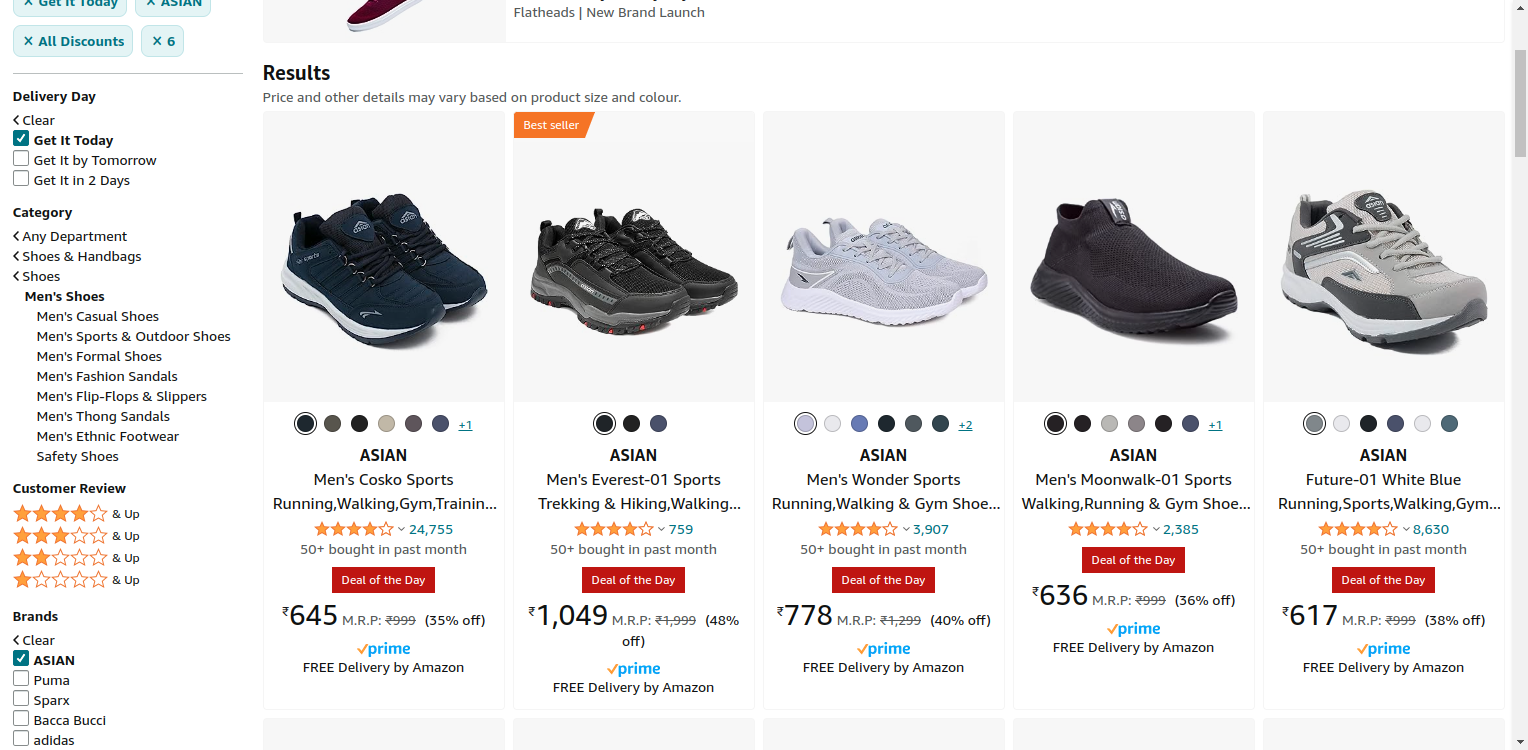 × Get It Today
× ASIAN
× All Discounts
× 6
Delivery Day
Clear
Get It Today
Get It by Tomorrow
Get It in 2 Days
Category
Any Department
Shoes & Handbags
Shoes
Men's Shoes
Men's Casual Shoes
Men's Sports & Outdoor Shoes
Men's Formal Shoes
Men's Fashion Sandals
Men's Flip-Flops & Slippers
Men's Thong Sandals
Men's Ethnic Footwear
Safety Shoes
Customer Review
& Up
& Up
& Up
& Up
Brands
Clear
ASIAN
Puma
Sparx
Bacca Bucci
adidas
Flatheads | New Brand Launch
Results
Price and other details may vary based on product size and colour.
+1
ASIAN
Men's Cosko Sports
Running,Walking,Gym,Trainin...
24,755
50+ bought in past month
Deal of the Day
₹645 M.R.P: ₹999 (35% off)
prime
FREE Delivery by Amazon
Best seller
ASIAN
Men's Everest-01 Sports
Trekking & Hiking,Walking...
759
50+ bought in past month
Deal of the Day
₹1,049 M.R.P: ₹1,999 (48%
off)
prime
FREE Delivery by Amazon
+2
ASIAN
Men's Wonder Sports
Running,Walking & Gym Shoe...
3,907
50+ bought in past month
Deal of the Day
₹778 M.R.P: ₹1,299 (40% off)
prime
FREE Delivery by Amazon
+1
ASIAN
Men's Moonwalk-01 Sports
Walking,Running & Gym Shoe...
2,385
Deal of the Day
₹636 M.R.P: ₹999 (36% off)
prime
FREE Delivery by Amazon
asian
ASIAN
Future-01 White Blue
Running,Sports,Walking,Gym...
8,630
50+ bought in past month
Deal of the Day
₹617 M.R.P: ₹999 (38% off)
prime
FREE Delivery by Amazon